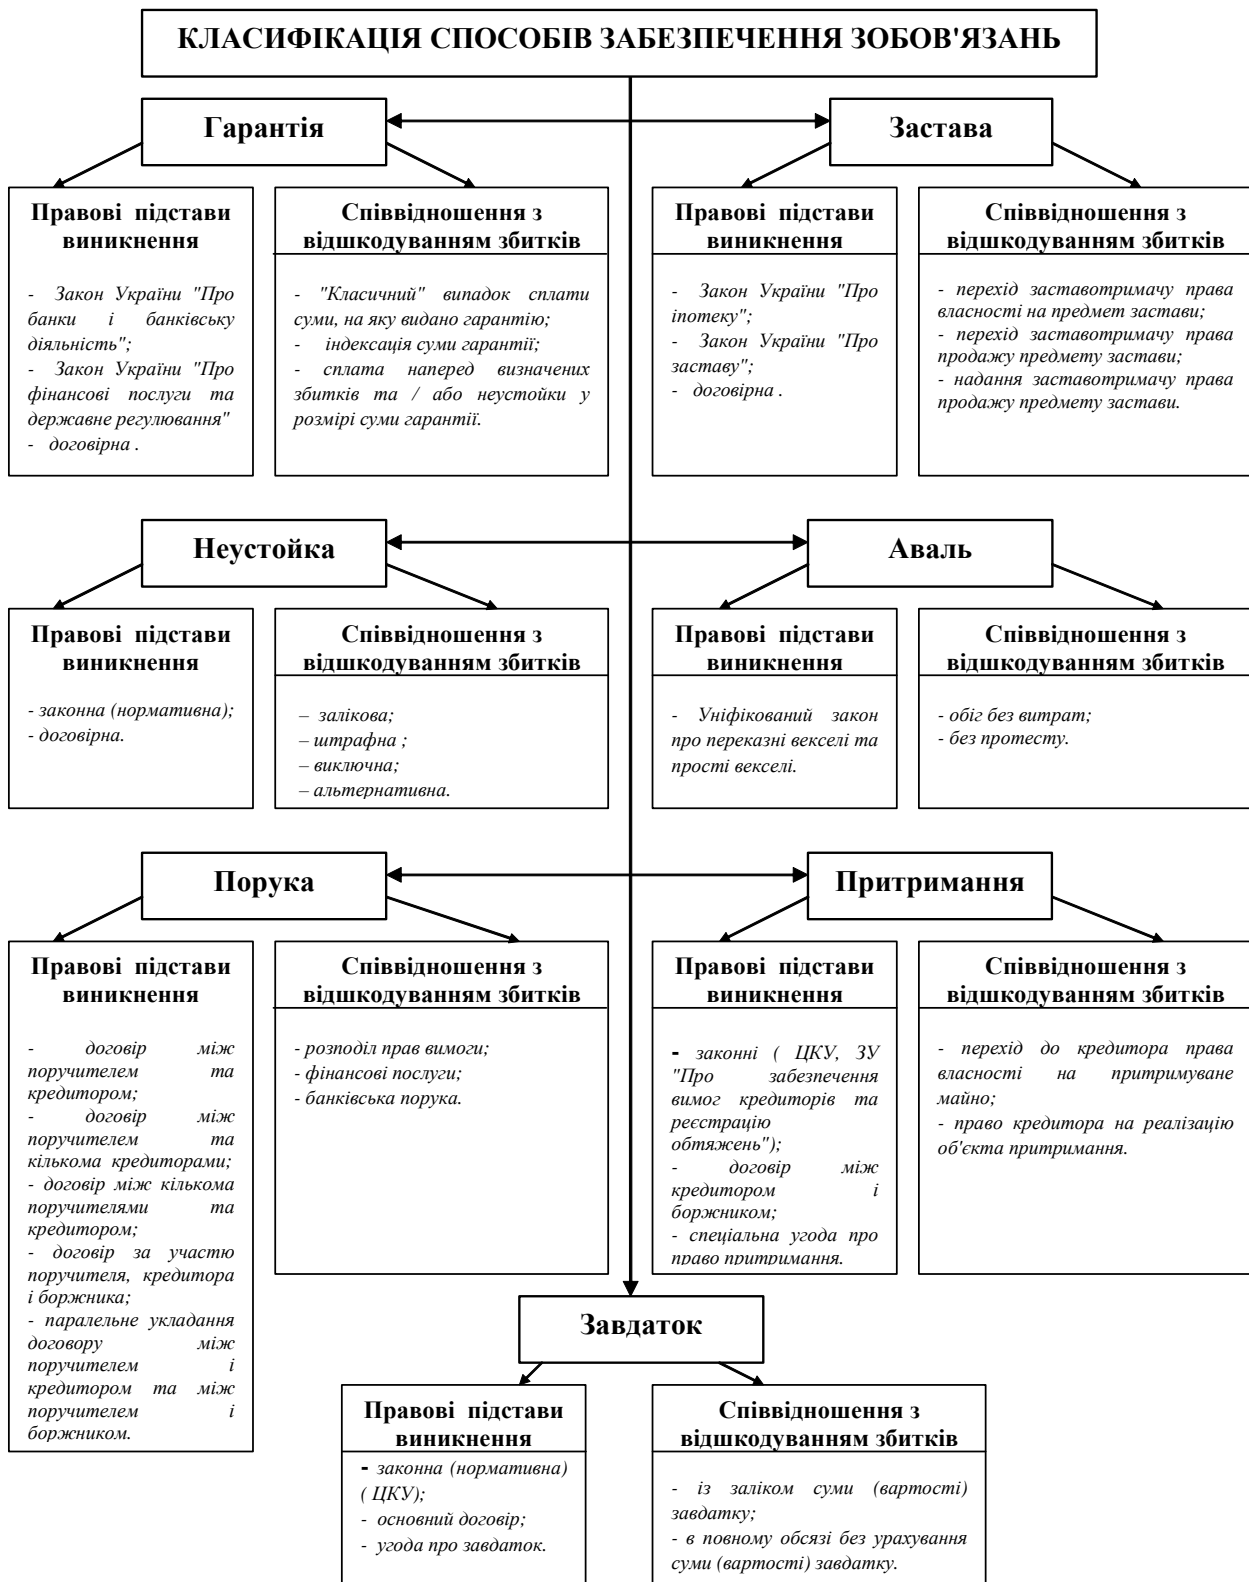 КЛАСИФІКАЦІЯ СПОСОБІВ ЗАБЕЗПЕЧЕННЯ ЗОБОВ'ЯЗАНЬ
Гарантія
Застава
Правові підстави
виникнення
- Закон України "Про
банки і банківську
діяльність";
- Закон України "Про
фінансові послуги та
державне регулювання"
- договірна .
Співвідношення з
відшкодуванням збитків
- "Класичний" випадок сплати
суми, на яку видано гарантію;
- індексація суми гарантії;
- сплата наперед визначених
збитків та / або неустойки у
розмірі суми гарантії.
Правові підстави
виникнення
- Закон України "Про
іпотеку";
- Закон України "Про
заставу";
- договірна .
Співвідношення з
відшкодуванням збитків
- перехід заставотримачу права
власності на предмет застави;
- перехід заставотримачу права
продажу предмету застави;
- надання заставотримачу права
продажу предмету застави.
Неустойка
Аваль
Правові підстави
виникнення
- законна (нормативна);
- договірна.
Співвідношення з
відшкодуванням збитків
– залікова;
– штрафна ;
– виключна;
– альтернативна.
Правові підстави
виникнення
- Уніфікований закон
про переказні векселі та
прості векселі.
Співвідношення з
відшкодуванням збитків
- обіг без витрат;
- без протесту.
Порука
Притримання
Правові підстави
виникнення
- договір між
поручителем та
кредитором;
- договір між
поручителем та
кількома кредиторами;
- договір між кількома
поручителями та
кредитором;
- договір за участю
поручителя, кредитора
і боржника;
- паралельне укладання
договору між
поручителем і
кредитором та між
поручителем і
боржником.
Співвідношення з
відшкодуванням збитків
- розподіл прав вимоги;
- фінансові послуги;
- банківська порука.
Правові підстави
виникнення
- законні ( ЦКУ, ЗУ
"Про забезпечення
вимог кредиторів та
реєстрацію
обтяжень");
- договір між
кредитором і
боржником;
- спеціальна угода про
право притримання.
Співвідношення з
відшкодуванням збитків
- перехід до кредитора права
власності на притримуване
майно;
- право кредитора на реалізацію
об'єкта притримання.
Завдаток
Правові підстави
виникнення
- законна (нормативна)
( ЦКУ);
- основний договір;
- угода про завдаток.
Співвідношення з
відшкодуванням збитків
- із заліком суми (вартості)
завдатку;
- в повному обсязі без урахування
суми (вартості) завдатку.